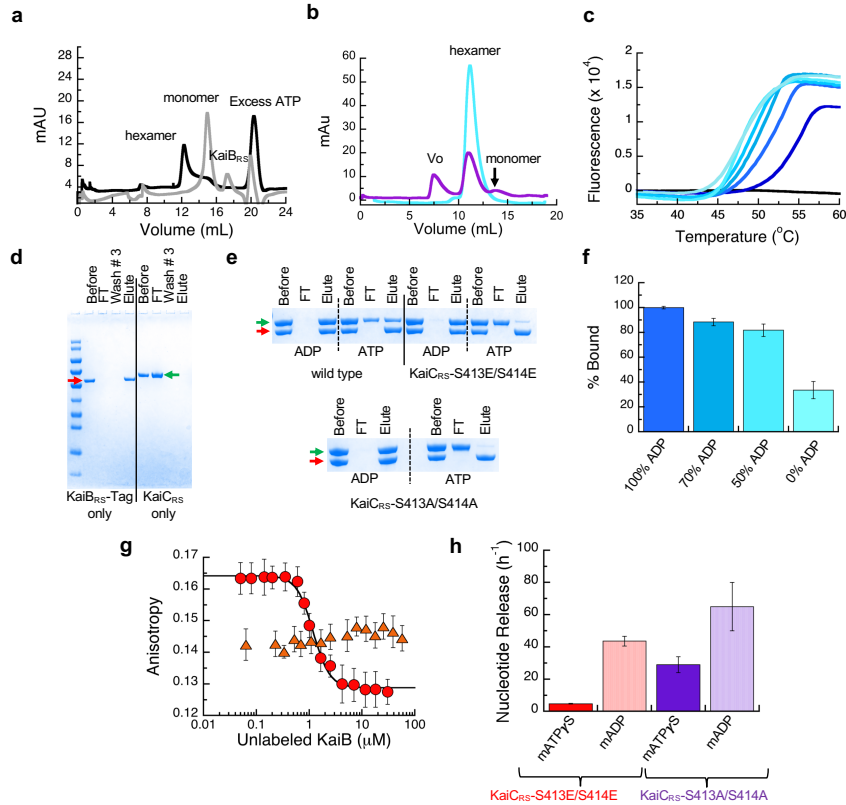 a
mAU
28
24
20
16
12
8
4
hexamer
monomer
KaiBRS
Excess ATP
0 4 8 12 16 20 24
Volume (mL)
b
mAu
60
50
40
30
20
10
0
hexamer
Vo
monomer
0 5 10 15 20
Volume (mL)
c
Fluorescence (x 10⁴)
2
1.5
1
0.5
0
35 40 45 50 55 60
Temperature (°C)
d
Before
FT
Wash # 3
Elute
Before
FT
Wash # 3
Elute
KaiBRS-Tag only
KaiCRS only
e
Before
FT
Elute
Before
FT
Elute
Before
FT
Elute
Before
FT
Elute
ADP ATP ADP ATP
wild type KaiCRS-S413E/S414E
Before
FT
Elute
Before
FT
Elute
ADP ATP
KaiCRS-S413A/S414A
f
% Bound
120
100
80
60
40
20
0
100% ADP
70% ADP
50% ADP
0% ADP
g
Anisotropy
0.17
0.16
0.15
0.14
0.13
0.12
0.01 0.1 1 10 100
Unlabeled KaiB (μM)
h
Nucleotide Release (h⁻¹)
100
80
60
40
20
0
mATPγS
mADP
mATPγS
mADP
KaiCRS-S413E/S414E KaiCRS-S413A/S414A